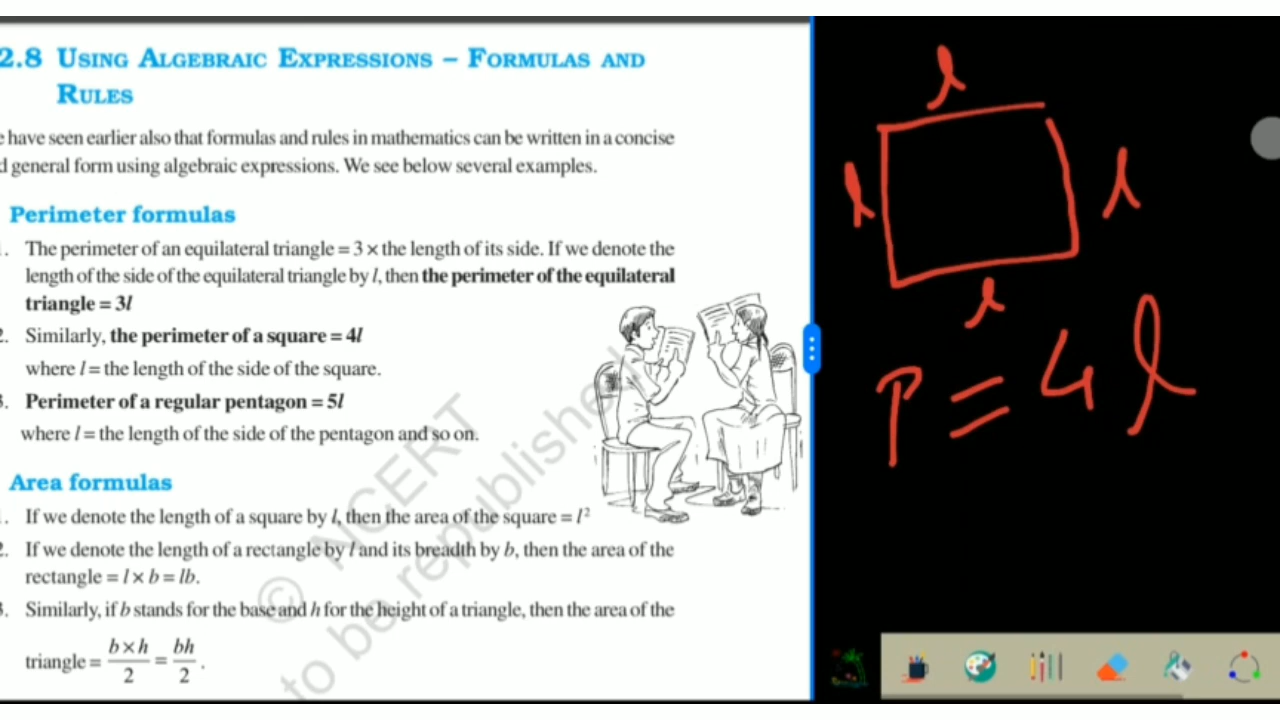 2.8 USING ALGEBRAIC EXPRESSIONS – FORMULAS AND
RULES
e have seen earlier also that formulas and rules in mathematics can be written in a concise
d general form using algebraic expressions. We see below several examples.
Perimeter formulas
. The perimeter of an equilateral triangle = 3 × the length of its side. If we denote the
length of the side of the equilateral triangle by l, then the perimeter of the equilateral
triangle = 3l
2. Similarly, the perimeter of a square = 4l
where l = the length of the side of the square.
3. Perimeter of a regular pentagon = 5l
where l = the length of the side of the pentagon and so on.
Area formulas
. If we denote the length of a square by l, then the area of the square = l²
2. If we denote the length of a rectangle by l and its breadth by b, then the area of the
rectangle = l × b = lb.
3. Similarly, if b stands for the base and h for the height of a triangle, then the area of the
triangle = b × h / 2 = bh / 2 .
© NCERT
to be republished
l
l
l
l
P = 4 l